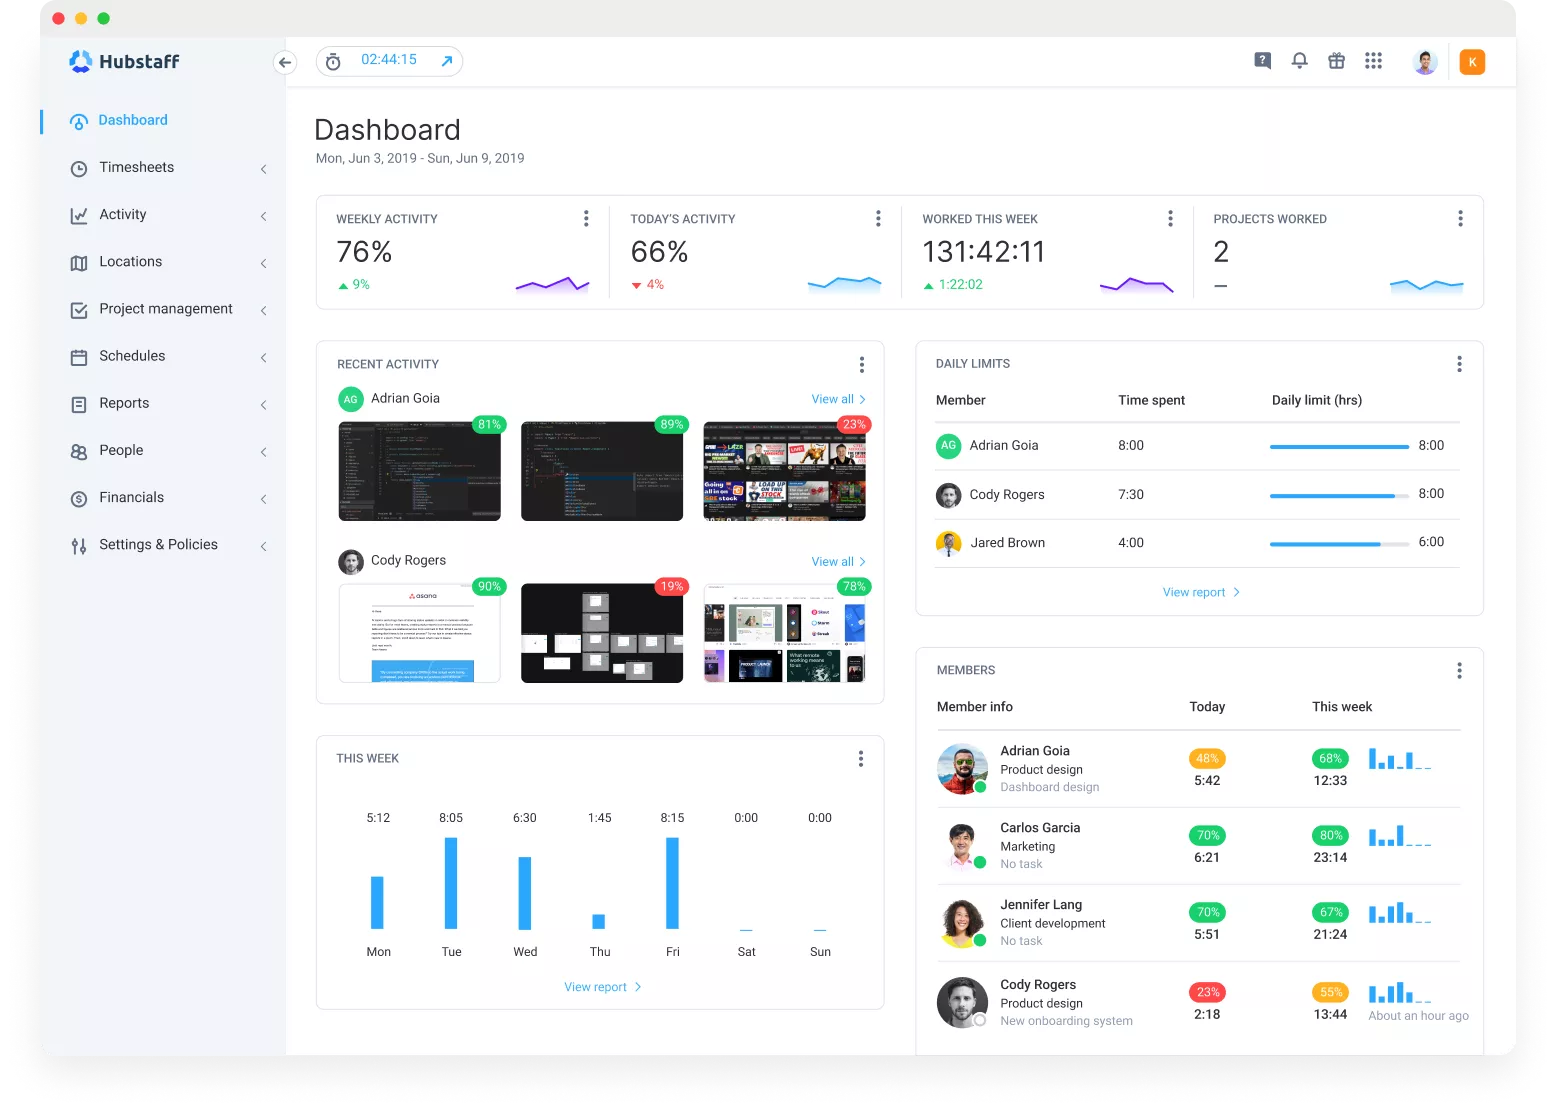 Hubstaff
02:44:15
?
K
Dashboard
Timesheets
Activity
Locations
Project management
Schedules
Reports
People
Financials
Settings & Policies
Dashboard
Mon, Jun 3, 2019 - Sun, Jun 9, 2019
WEEKLY ACTIVITY
76%
9%
TODAY'S ACTIVITY
66%
4%
WORKED THIS WEEK
131:42:11
1:22:02
PROJECTS WORKED
2
–
RECENT ACTIVITY
AG Adrian Goia
View all
81%
89%
23%
Cody Rogers
View all
90%
19%
78%
asana
PRODUCT LAUNCH
What remote
working means
to us
THIS WEEK
5:12 8:05 6:30 1:45 8:15 0:00 0:00
Mon Tue Wed Thu Fri Sat Sun
View report
DAILY LIMITS
Member Time spent Daily limit (hrs)
AG Adrian Goia 8:00 8:00
Cody Rogers 7:30 8:00
Jared Brown 4:00 6:00
View report
MEMBERS
Member info Today This week
Adrian Goia
Product design
Dashboard design
48%
5:42
68%
12:33
Carlos Garcia
Marketing
No task
70%
6:21
80%
23:14
Jennifer Lang
Client development
No task
70%
5:51
67%
21:24
Cody Rogers
Product design
New onboarding system
23%
2:18
55%
13:44
About an hour ago